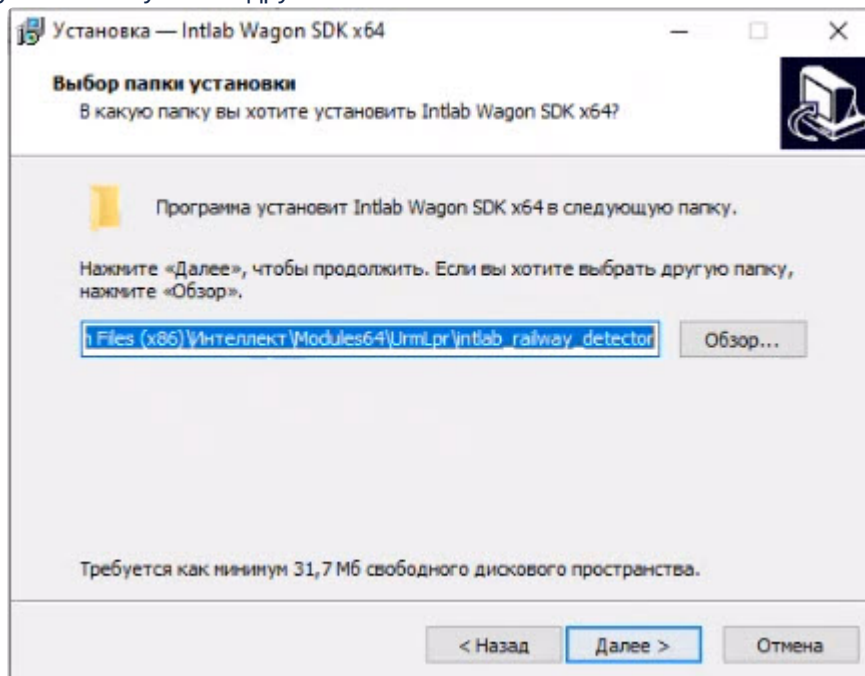 Установка — Intlab Wagon SDK x64
Выбор папки установки
В какую папку вы хотите установить Intlab Wagon SDK x64?
Программа установит Intlab Wagon SDK x64 в следующую папку.
Нажмите «Далее», чтобы продолжить. Если вы хотите выбрать другую папку,
нажмите «Обзор».
Files (x86)\Интеллект\Modules64\UrmLpr\intlab_railway_detector
Обзор...
Требуется как минимум 31,7 Мб свободного дискового пространства.
< Назад
Далее >
Отмена